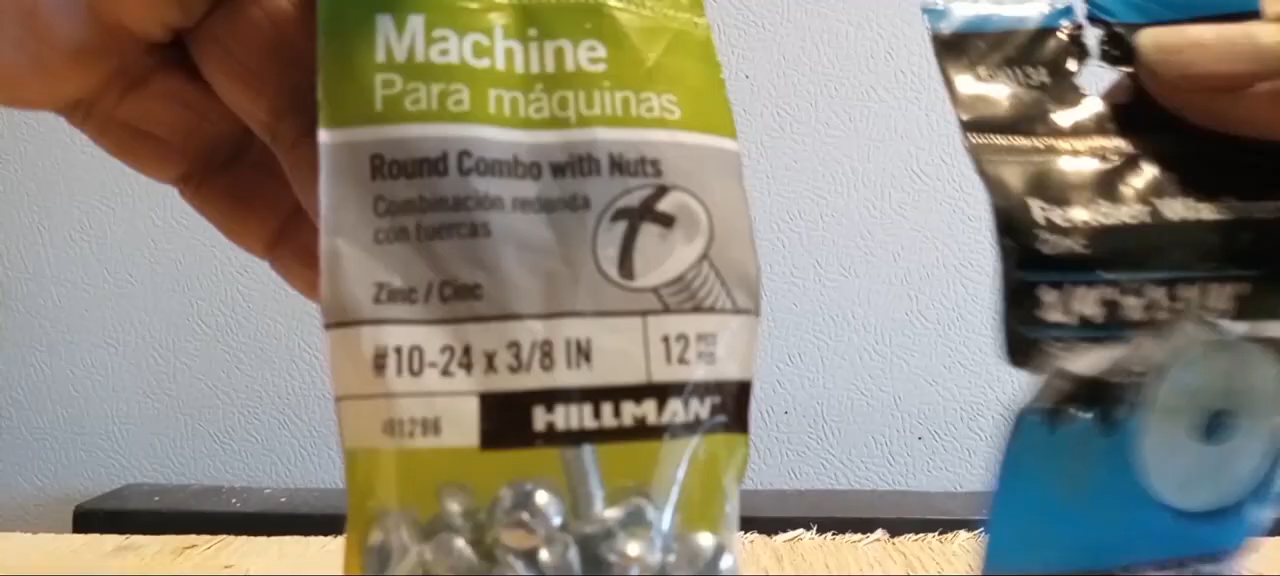 Machine
Para máquinas
Round Combo with Nuts
Combinación redonda
con tuercas
Zinc / Cinc
#10-24 x 3/8 IN
12 PCS
HILLMAN
Fender
Zinc